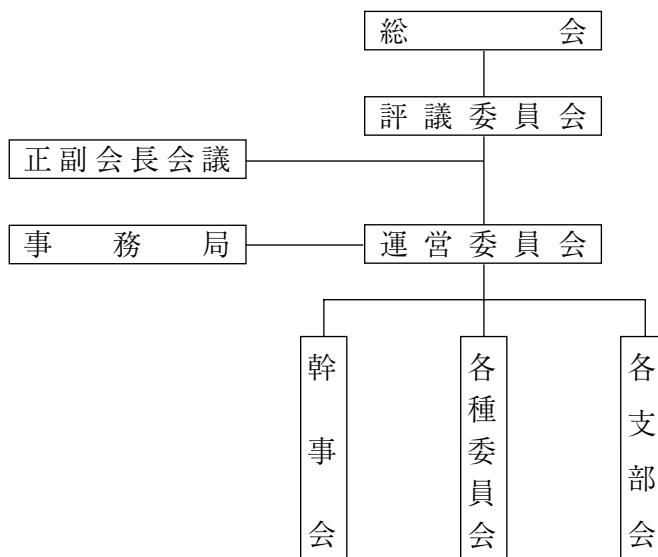 総会
評議委員会
正副会長会議
事務局
運営委員会
幹事会
各種委員会
各支部会